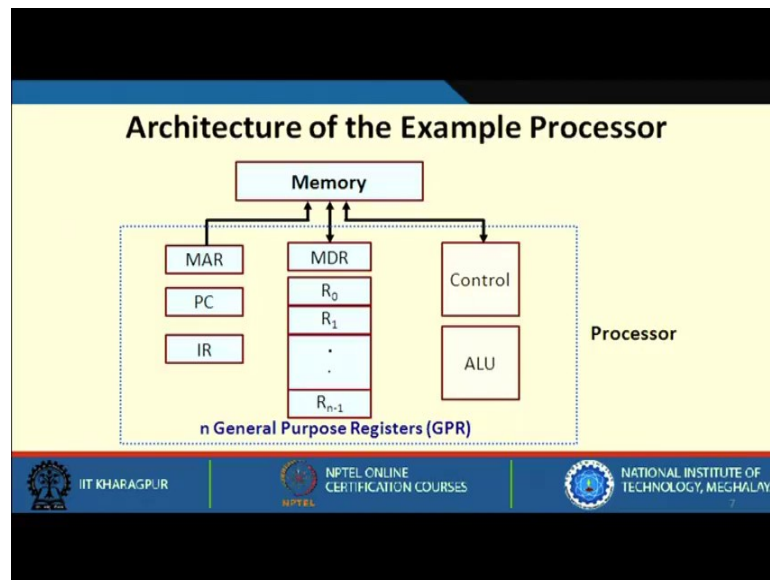 Architecture of the Example Processor
Memory
MAR
MDR
Control
PC
R0
R1
IR
.
.
ALU
Rn-1
Processor
n General Purpose Registers (GPR)
IIT KHARAGPUR
NPTEL
NPTEL ONLINE
CERTIFICATION COURSES
NATIONAL INSTITUTE OF
TECHNOLOGY, MEGHALAYA
7